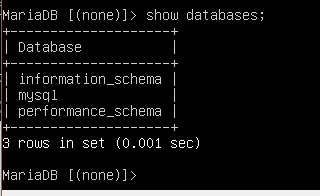 MariaDB [(none)]> show databases;
+--------------------+
| Database           |
+--------------------+
| information_schema |
| mysql              |
| performance_schema |
+--------------------+
3 rows in set (0.001 sec)
MariaDB [(none)]>